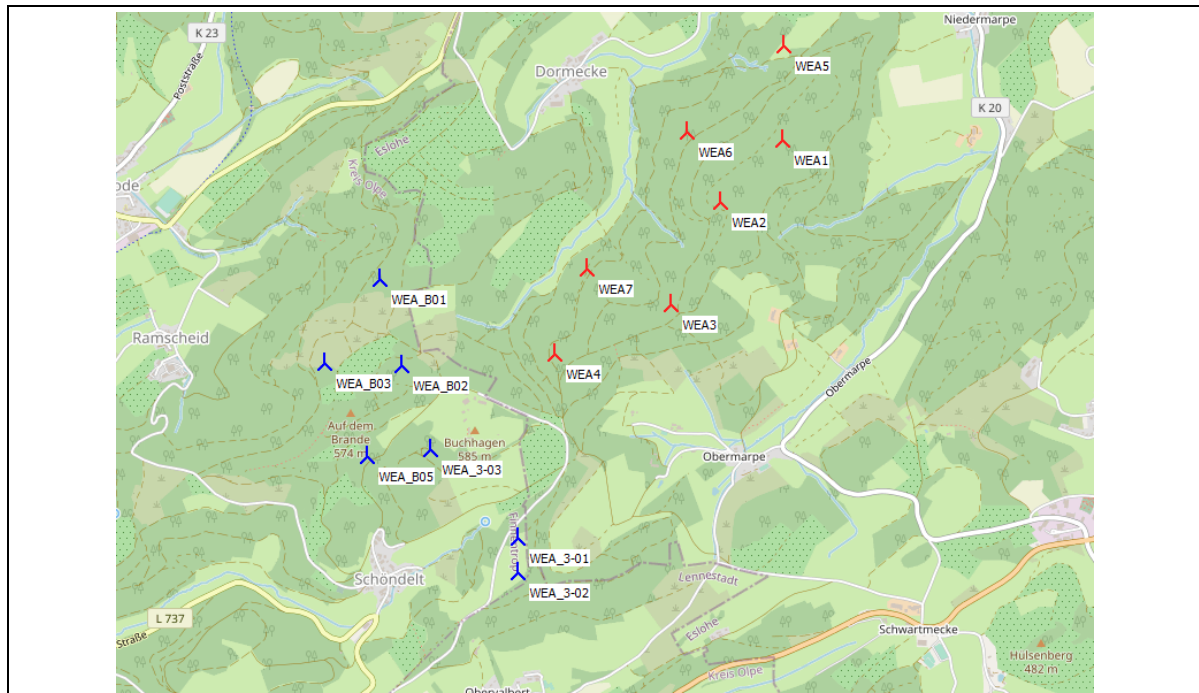 Niedermarpe
K 23
Poststraße
WEA5
Dormecke
K 20
Eslohe
Kreis Olpe
WEA6
WEA1
ode
WEA2
WEA7
WEA_B01
WEA3
Ramscheid
WEA4
WEA_B03
WEA_B02
Obermarpe
Auf dem
Brande
574 m
Buchhagen
585 m
Obermarpe
WEA_3-03
WEA_B05
WEA_3-01
Schöndelt
Lennestadt
WEA_3-02
L 737
Straße
Eslohe
Schwartmecke
Hulsenberg
482 m
Kreis Olpe
Obervalbert